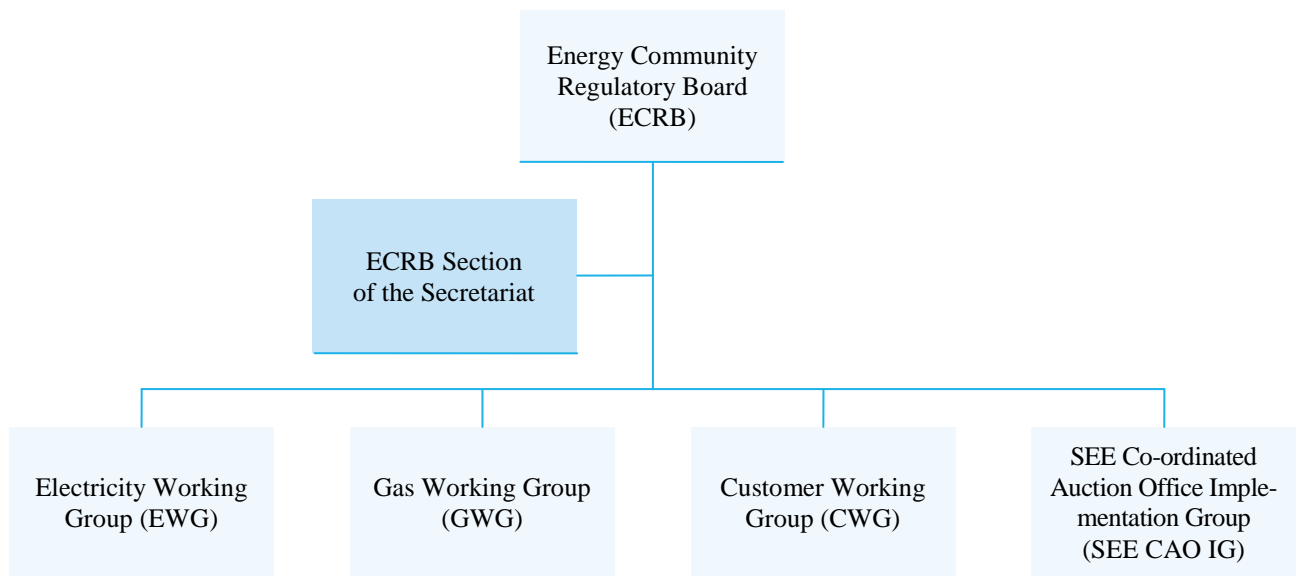 Energy Community
Regulatory Board
(ECRB)
ECRB Section
of the Secretariat
Electricity Working
Group (EWG)
Gas Working Group
(GWG)
Customer Working
Group (CWG)
SEE Co-ordinated
Auction Office Imple-
mentation Group
(SEE CAO IG)